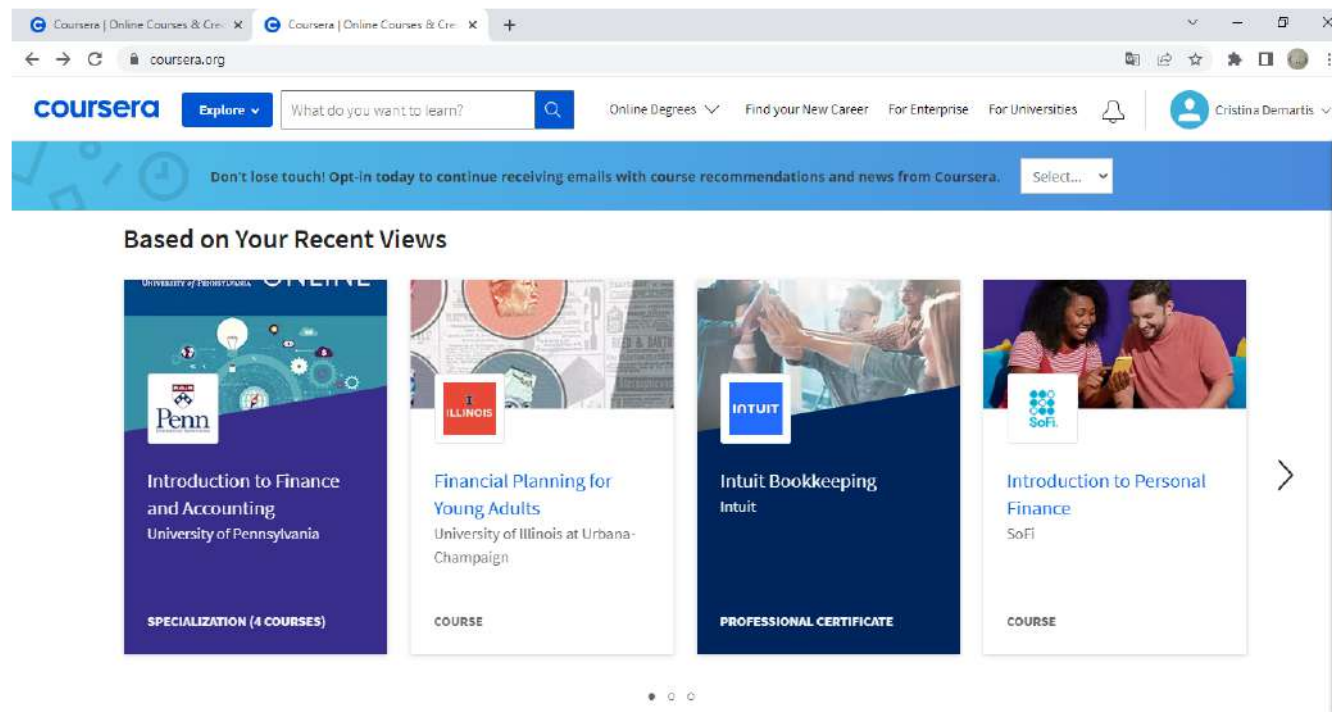 Coursera | Online Courses & Cre
Coursera | Online Courses & Cre
coursera.org
coursera
Explore
What do you want to learn?
Online Degrees
Find your New Career
For Enterprise
For Universities
Cristina Demartis
Don't lose touch! Opt-in today to continue receiving emails with course recommendations and news from Coursera.
Select...
Based on Your Recent Views
UNIVERSITY of PENNSYLVANIA ONLINE
Penn
Introduction to Finance
and Accounting
University of Pennsylvania
SPECIALIZATION (4 COURSES)
ILLINOIS
Financial Planning for
Young Adults
University of Illinois at Urbana-
Champaign
COURSE
INTUIT
Intuit Bookkeeping
Intuit
PROFESSIONAL CERTIFICATE
SoFi.
Introduction to Personal
Finance
SoFi
COURSE